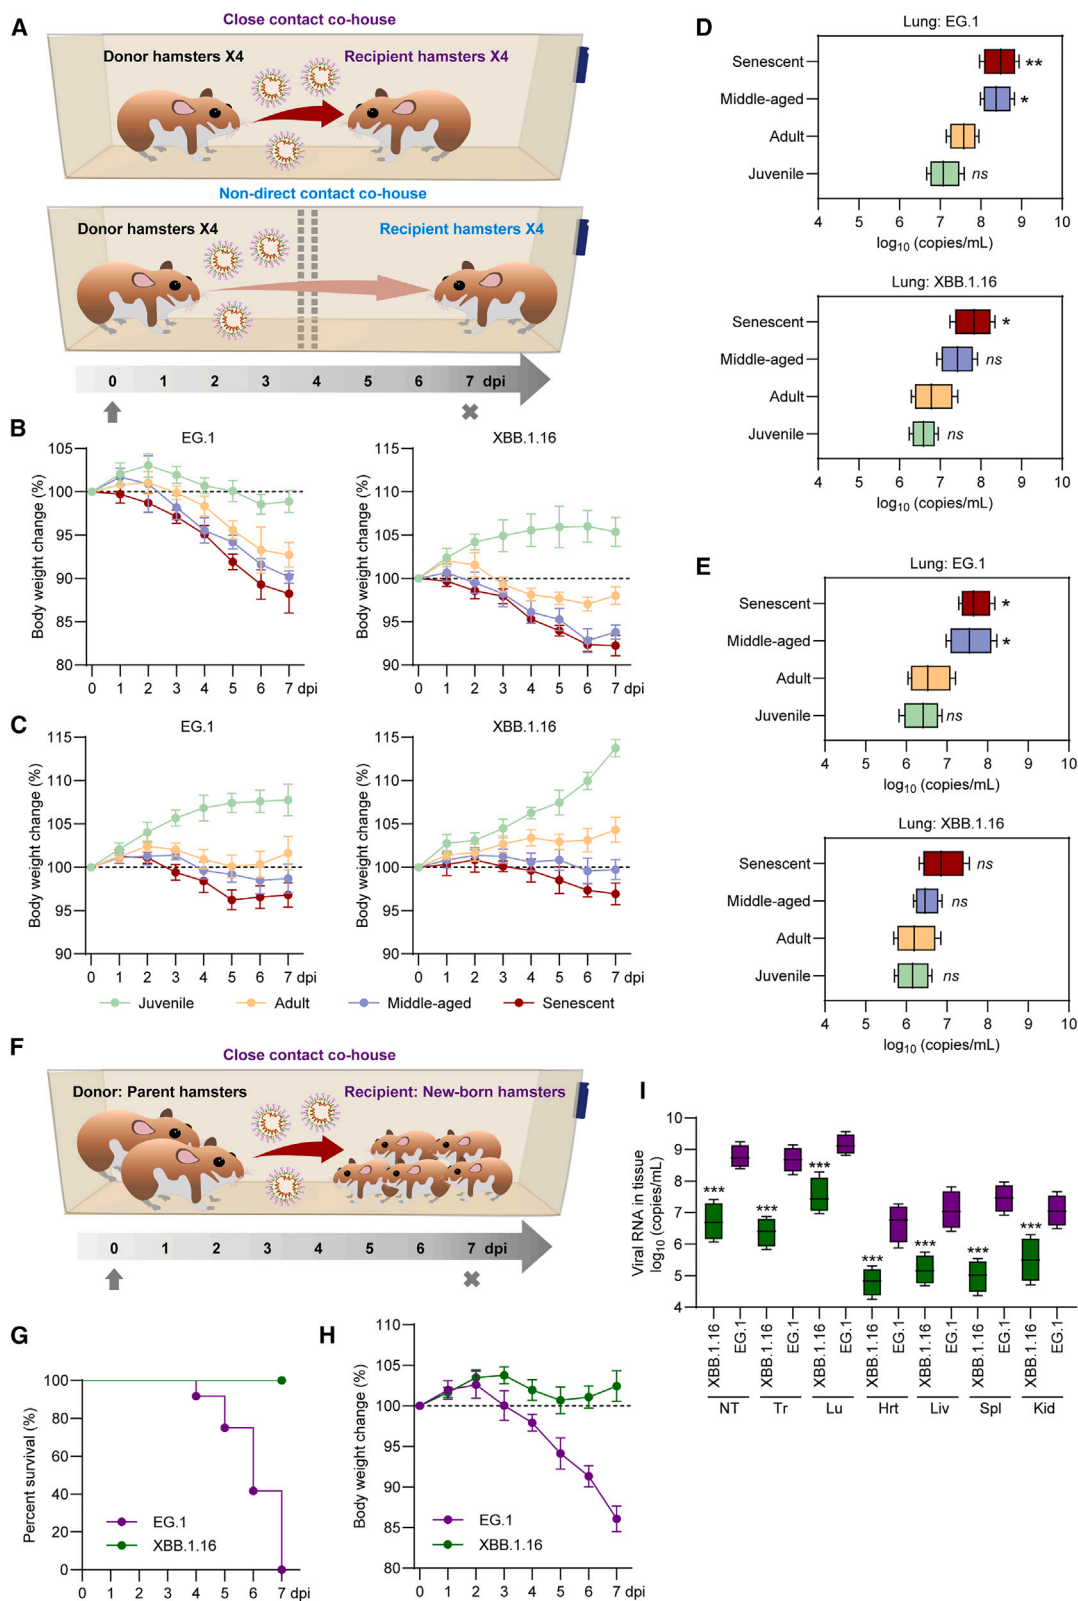 A
Close contact co-house
Donor hamsters X4
Recipient hamsters X4
Non-direct contact co-house
Donor hamsters X4
Recipient hamsters X4
0 1 2 3 4 5 6 7 dpi
B
EG.1
Body weight change (%)
105
100
95
90
85
80
0 1 2 3 4 5 6 7 dpi
XBB.1.16
Body weight change (%)
115
110
105
100
95
90
0 1 2 3 4 5 6 7 dpi
C
EG.1
Body weight change (%)
115
110
105
100
95
90
0 1 2 3 4 5 6 7 dpi
XBB.1.16
Body weight change (%)
115
110
105
100
95
90
0 1 2 3 4 5 6 7 dpi
Juvenile Adult Middle-aged Senescent
D
Lung: EG.1
Senescent **
Middle-aged *
Adult
Juvenile ns
4 5 6 7 8 9 10
log10 (copies/mL)
Lung: XBB.1.16
Senescent *
Middle-aged ns
Adult
Juvenile ns
4 5 6 7 8 9 10
log10 (copies/mL)
E
Lung: EG.1
Senescent *
Middle-aged *
Adult
Juvenile ns
4 5 6 7 8 9 10
log10 (copies/mL)
Lung: XBB.1.16
Senescent ns
Middle-aged ns
Adult
Juvenile ns
4 5 6 7 8 9 10
log10 (copies/mL)
F
Close contact co-house
Donor: Parent hamsters
Recipient: New-born hamsters
0 1 2 3 4 5 6 7 dpi
G
Percent survival (%)
100
80
60
40
20
0
EG.1
XBB.1.16
0 1 2 3 4 5 6 7 dpi
H
Body weight change (%)
110
105
100
95
90
85
80
EG.1
XBB.1.16
0 1 2 3 4 5 6 7 dpi
I
Viral RNA in tissue
log10 (copies/mL)
10
9
8
7
6
5
4
*** *** *** *** *** *** ***
XBB.1.16 EG.1 XBB.1.16 EG.1 XBB.1.16 EG.1 XBB.1.16 EG.1 XBB.1.16 EG.1 XBB.1.16 EG.1 XBB.1.16 EG.1
NT Tr Lu Hrt Liv Spl Kid